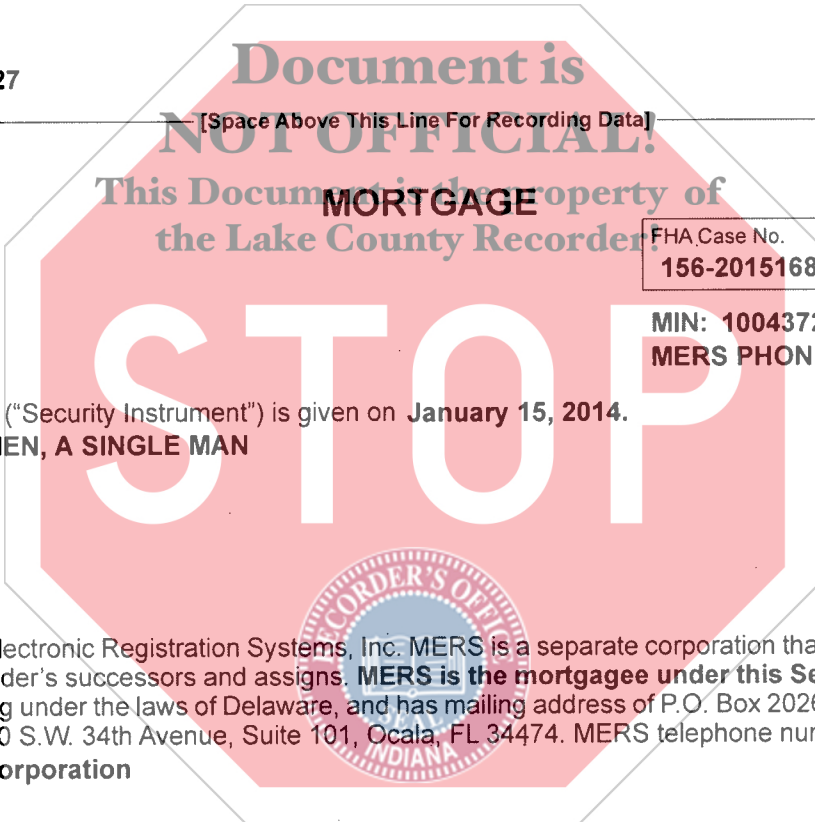 Document is
27
[Space Above This Line For Recording Data]
NOT OFFICIAL!
MORTGAGE
This Document is the property of
the Lake County Recorder!
FHA Case No.
156-2015168
MIN: 1004372
MERS PHON
STOP
("Security Instrument") is given on January 15, 2014.
EN, A SINGLE MAN
RECORDER'S OFFICE
lectronic Registration Systems, Inc. MERS is a separate corporation tha
der's successors and assigns. MERS is the mortgagee under this Se
g under the laws of Delaware, and has mailing address of P.O. Box 2026
0 S.W. 34th Avenue, Suite 101, Ocala, FL 34474. MERS telephone nu
orporation
SEAL
INDIANA